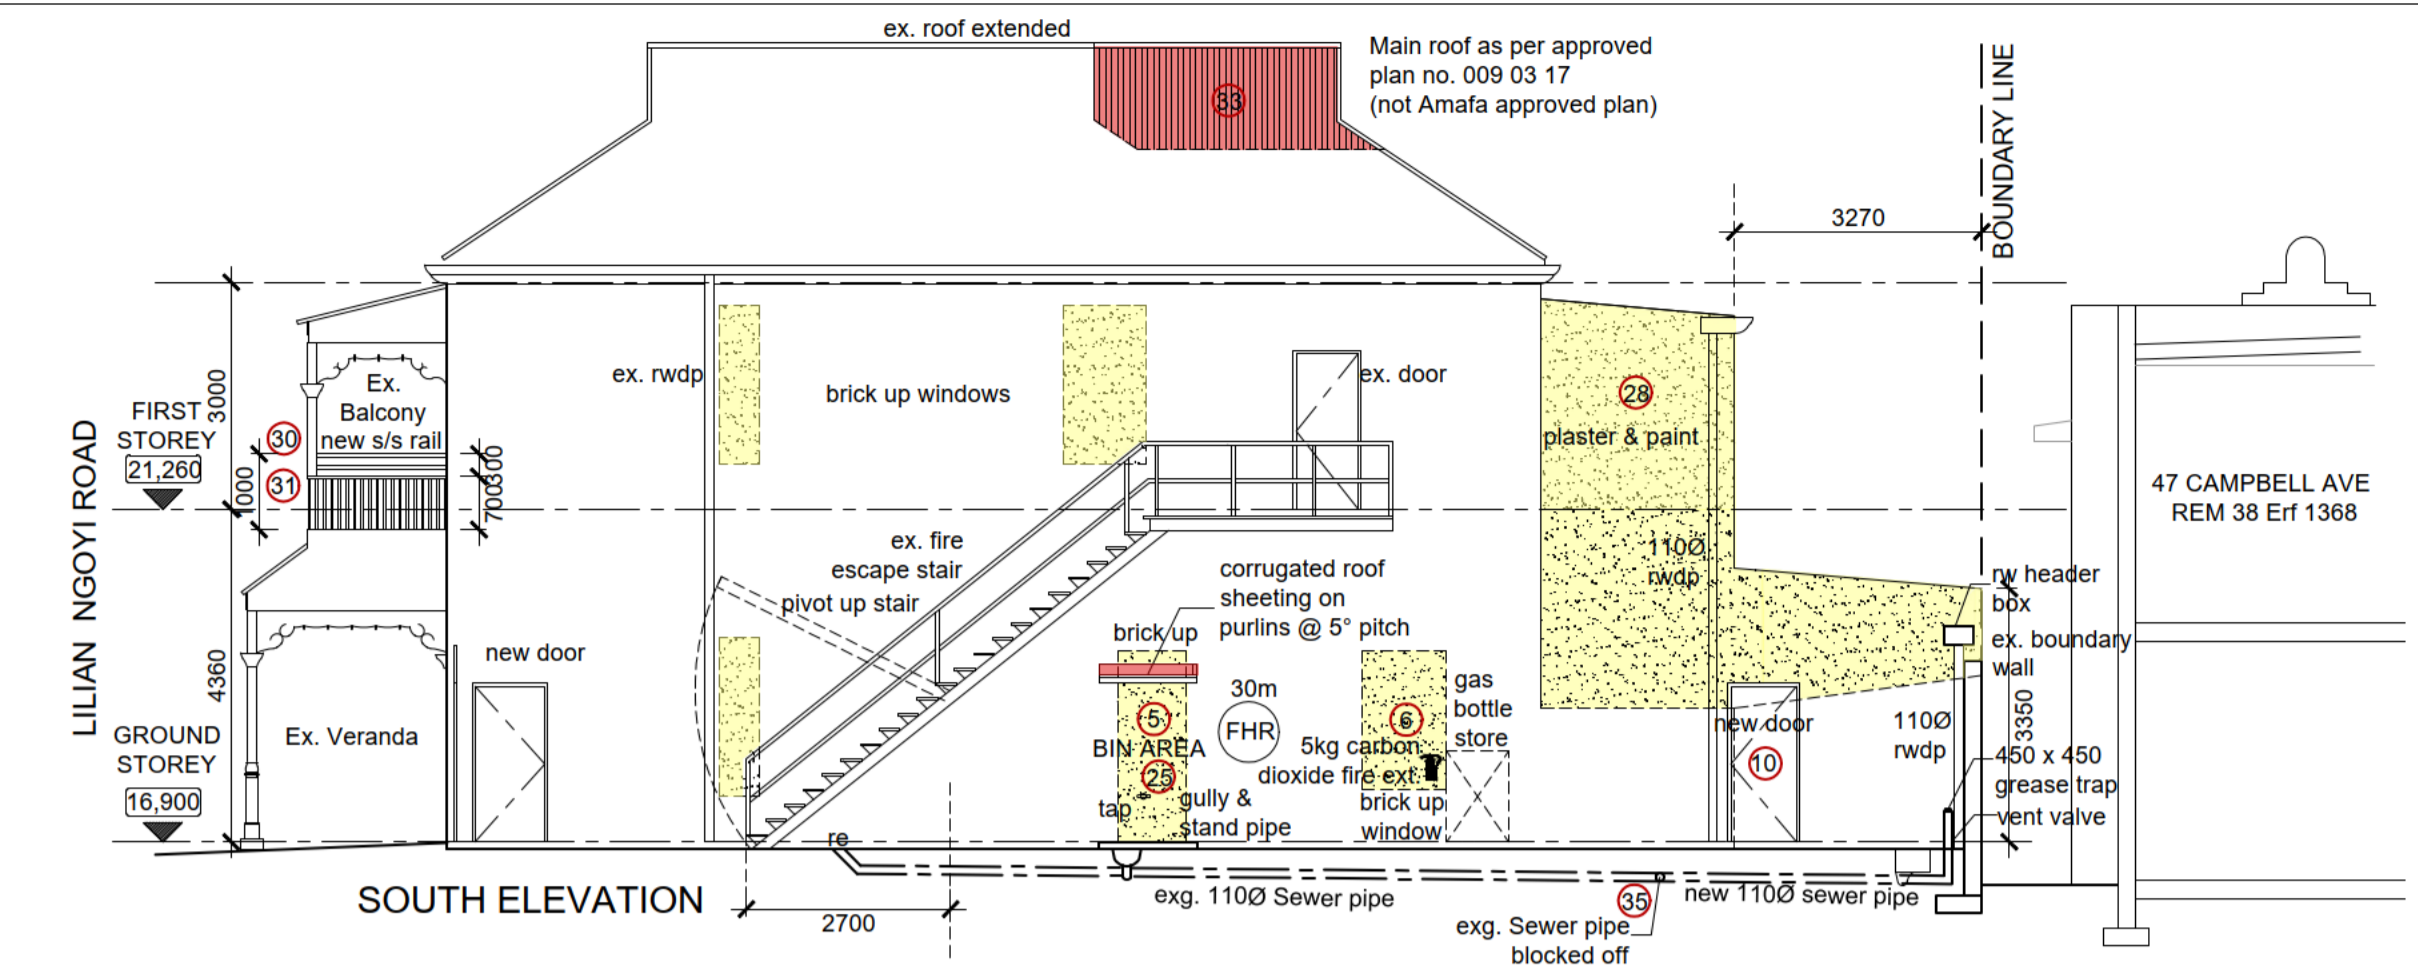 ex. roof extended
Main roof as per approved
plan no. 009 03 17
(not Amafa approved plan)
33
BOUNDARY LINE
3270
LILIAN NGOYI ROAD
3000
FIRST
STOREY
21,260
30
31
1000
Ex.
Balcony
new s/s rail
300
700
ex. rwdp
brick up windows
ex. door
28
plaster & paint
47 CAMPBELL AVE
REM 38 Erf 1368
ex. fire
escape stair
pivot up stair
corrugated roof
sheeting on
purlins @ 5° pitch
110Ø
rwdp
rw header
box
ex. boundary
wall
4360
new door
brick up
GROUND
STOREY
16,900
Ex. Veranda
5
BIN AREA
25
tap
gully &
stand pipe
30m
FHR
6
5kg carbon
dioxide fire ext.
brick up
window
gas
bottle
store
new door
10
110Ø
rwdp
3350
450 x 450
grease trap
vent valve
re
SOUTH ELEVATION
2700
exg. 110Ø Sewer pipe
35
new 110Ø sewer pipe
exg. Sewer pipe
blocked off